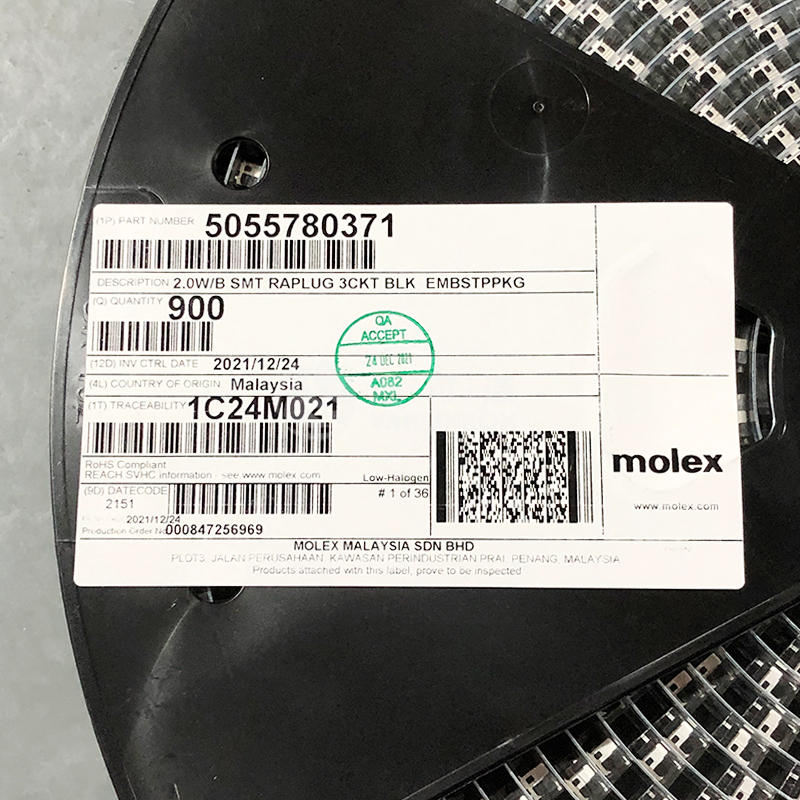 (1P) PART NUMBER 5055780371
DESCRIPTION 2.0W/B SMT RAPLUG 3CKT BLK EMBSTPPKG
(Q) QUANTITY 900
QA
ACCEPT
24 DEC 2021
A082
MXL
(12D) INV CTRL DATE 2021/12/24
(4L) COUNTRY OF ORIGIN Malaysia
(1T) TRACEABILITY 1C24M021
RoHS Compliant
REACH SVHC information - see www.molex.com
Low-Halogen
(9D) DATECODE
2151
# 1 of 36
2021/12/24
Production Order No 000847256969
molex
www.molex.com
MOLEX MALAYSIA SDN BHD
PLOT3, JALAN PERUSAHAAN, KAWASAN PERINDUSTRIAN PRAI, PENANG, MALAYSIA
Products attached with this label, prove to be inspected